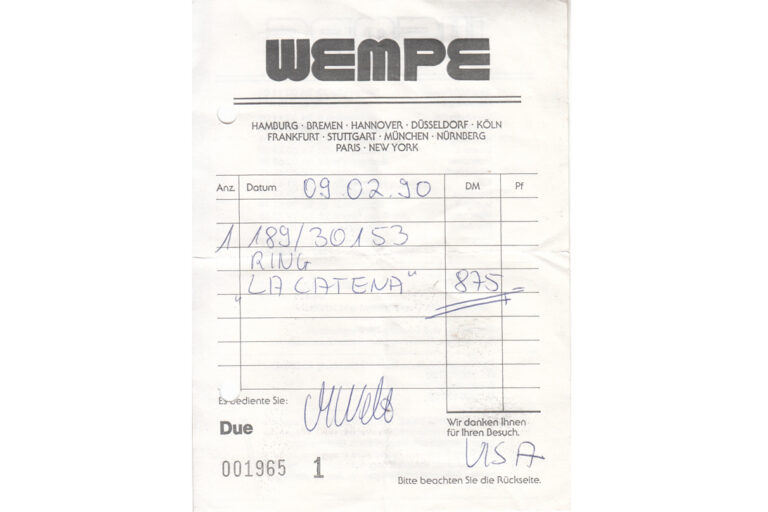 WEMPE
HAMBURG · BREMEN · HANNOVER · DÜSSELDORF · KÖLN
FRANKFURT · STUTTGART · MÜNCHEN · NÜRNBERG
PARIS · NEW YORK
Anz. Datum 09.02.90 DM Pf
1 189/30153
RING
„LA CATENA“ 875,–
Es bediente Sie:
Due
Wir danken Ihnen
für Ihren Besuch.
VISA
001965 1
Bitte beachten Sie die Rückseite.